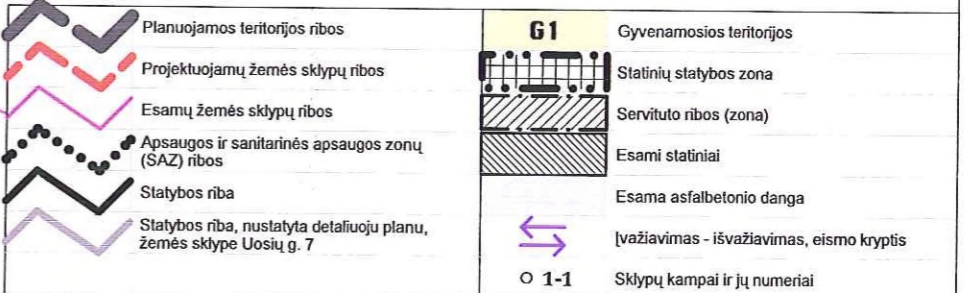 Planuojamos teritorijos ribos
Projektuojamų žemės sklypų ribos
Esamų žemės sklypų ribos
Apsaugos ir sanitarinės apsaugos zonų
(SAZ) ribos
Statybos riba
Statybos riba, nustatyta detaliuoju planu,
žemės sklype Uosių g. 7
G1 Gyvenamosios teritorijos
Statinių statybos zona
Servituto ribos (zona)
Esami statiniai
Esama asfalbetonio danga
Įvažiavimas - išvažiavimas, eismo kryptis
O 1-1 Sklypų kampai ir jų numeriai